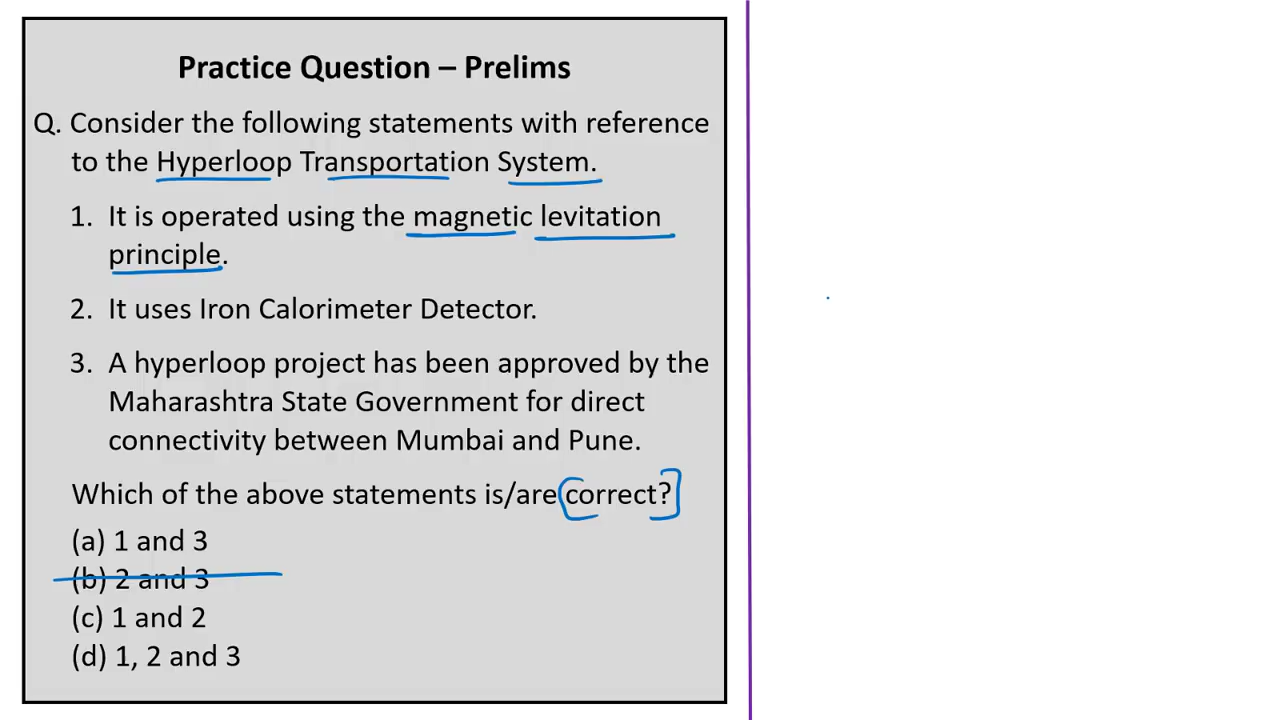 Practice Question – Prelims
Q. Consider the following statements with reference
to the Hyperloop Transportation System.
1. It is operated using the magnetic levitation
principle.
2. It uses Iron Calorimeter Detector.
3. A hyperloop project has been approved by the
Maharashtra State Government for direct
connectivity between Mumbai and Pune.
Which of the above statements is/are correct?
(a) 1 and 3
(b) 2 and 3
(c) 1 and 2
(d) 1, 2 and 3